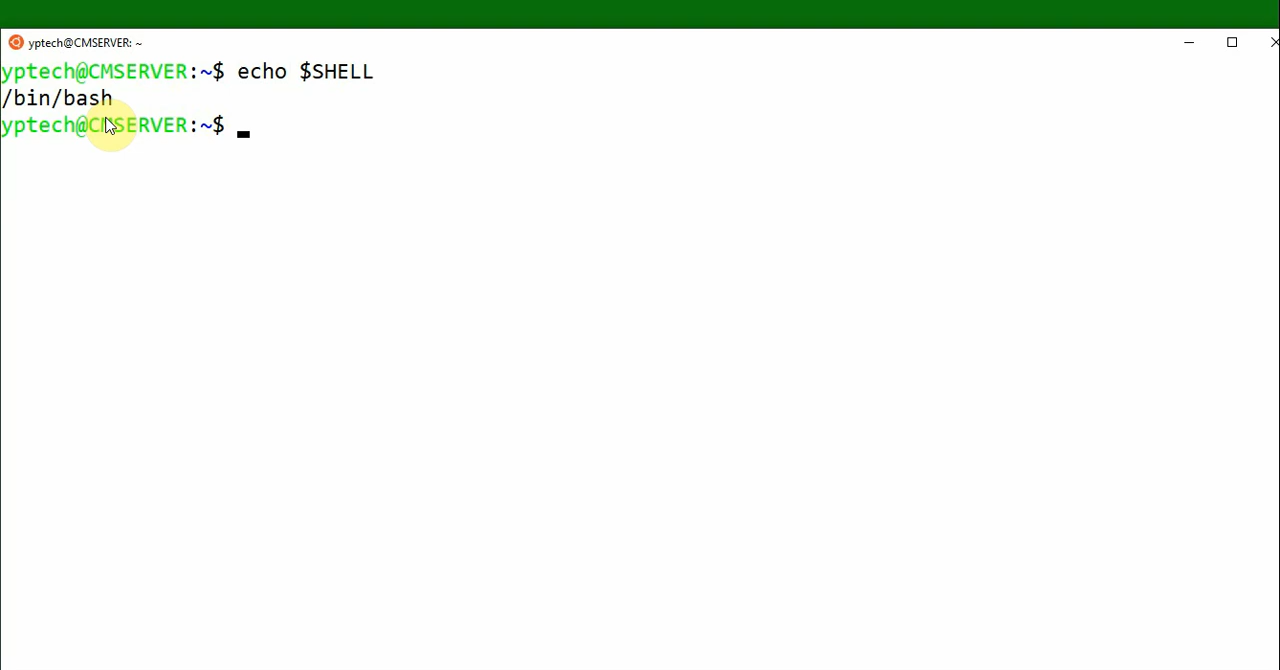 yptech@CMSERVER: ~
yptech@CMSERVER:~$ echo $SHELL
/bin/bash
yptech@CMSERVER:~$